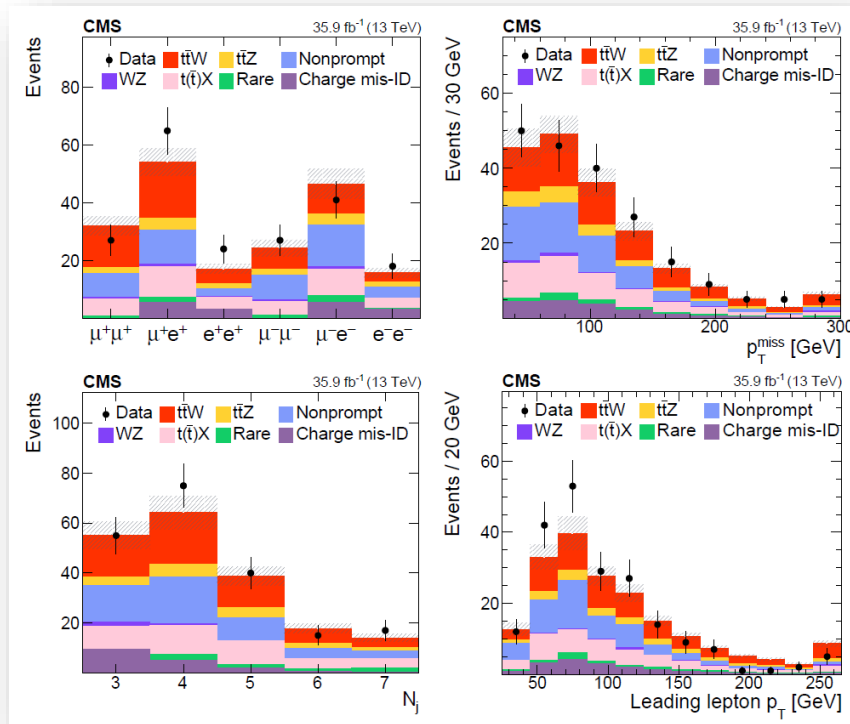 CMS 35.9 fb⁻¹ (13 TeV)
Events
Data tt̄W tt̄Z Nonprompt
WZ t(t̄)X Rare Charge mis-ID
80
60
40
20
μ⁺μ⁺ μ⁺e⁺ e⁺e⁺ μ⁻μ⁻ μ⁻e⁻ e⁻e⁻
CMS 35.9 fb⁻¹ (13 TeV)
Events / 30 GeV
Data tt̄W tt̄Z Nonprompt
WZ t(t̄)X Rare Charge mis-ID
60
40
20
100 200 300
p_T^miss [GeV]
CMS 35.9 fb⁻¹ (13 TeV)
Events
Data tt̄W tt̄Z Nonprompt
WZ t(t̄)X Rare Charge mis-ID
100
80
60
40
20
3 4 5 6 7
N_j
CMS 35.9 fb⁻¹ (13 TeV)
Events / 20 GeV
Data tt̄W tt̄Z Nonprompt
WZ t(t̄)X Rare Charge mis-ID
60
40
20
50 100 150 200 250
Leading lepton p_T [GeV]